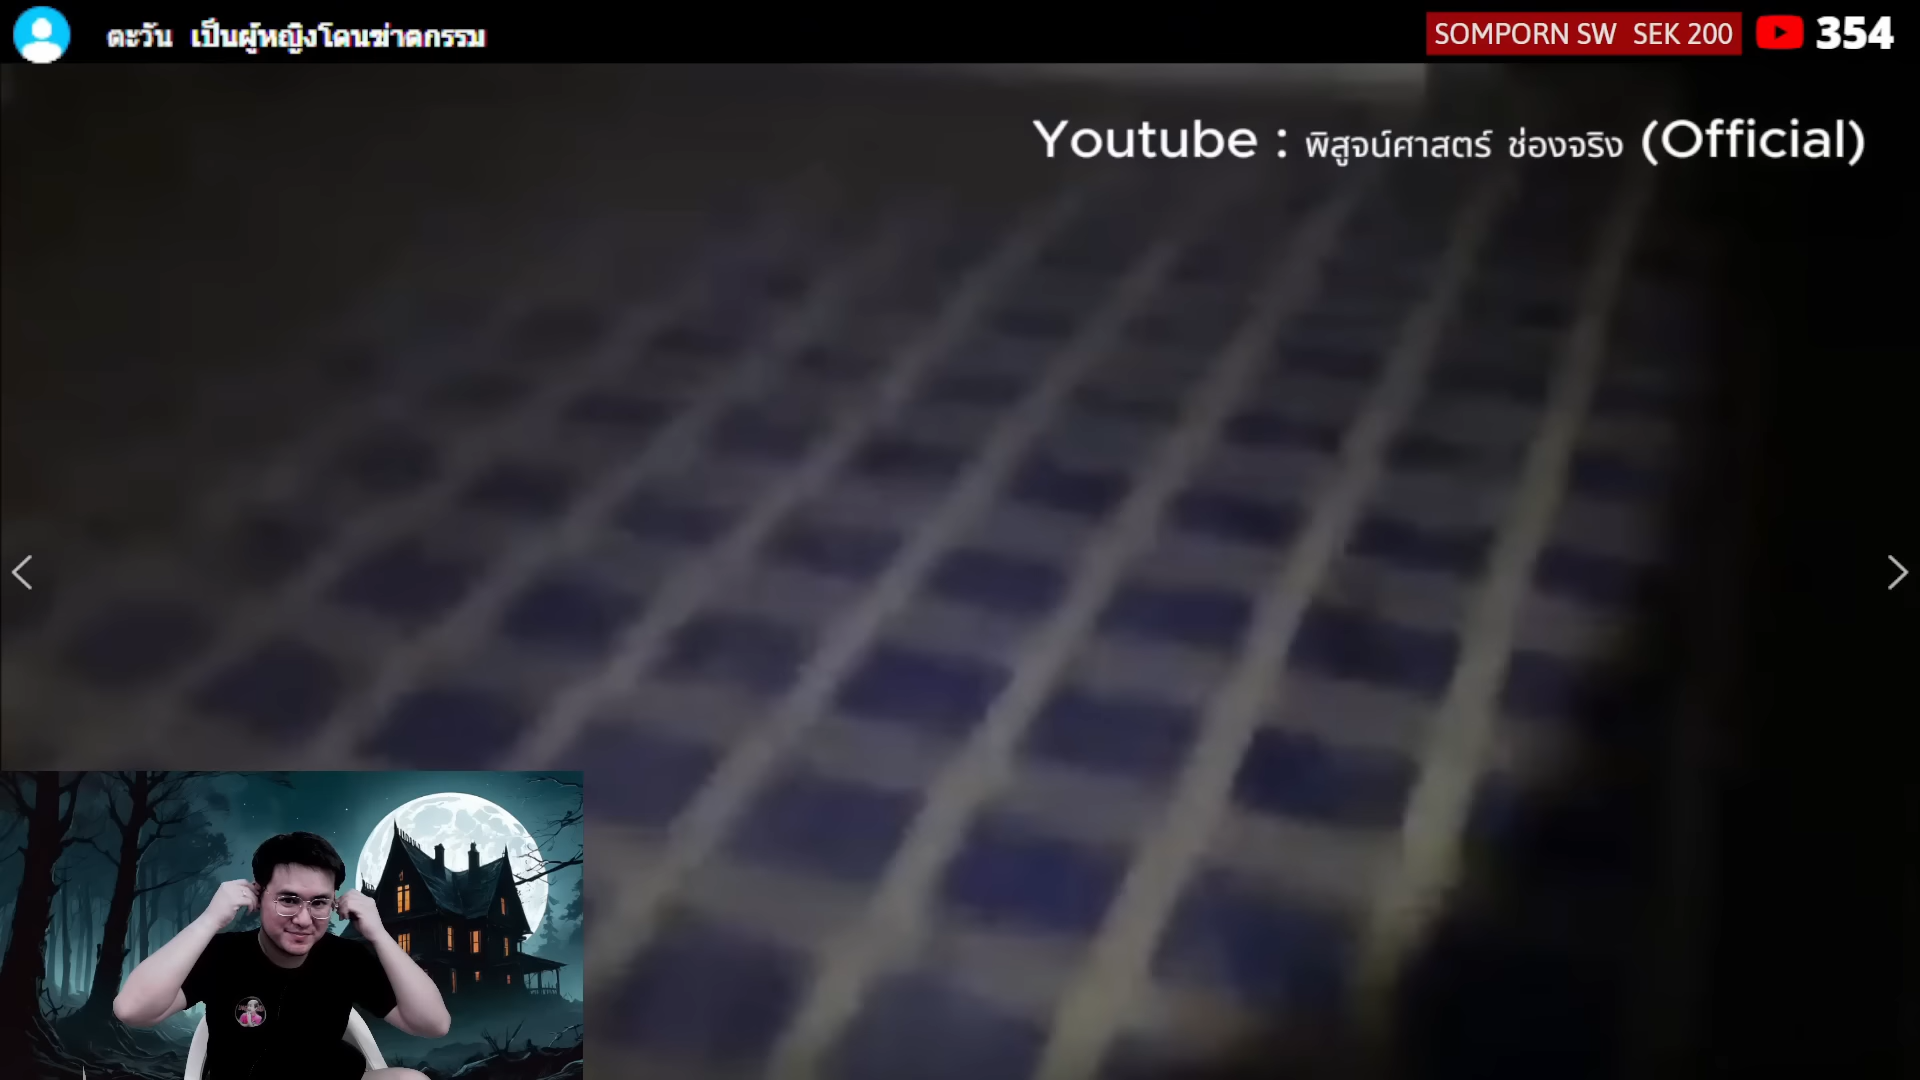 ตะวัน เป็นผู้หญิงโดนฆ่าตกรรม
SOMPORN SW SEK 200
354
Youtube : พิสูจน์ศาสตร์ ช่องจริง (Official)